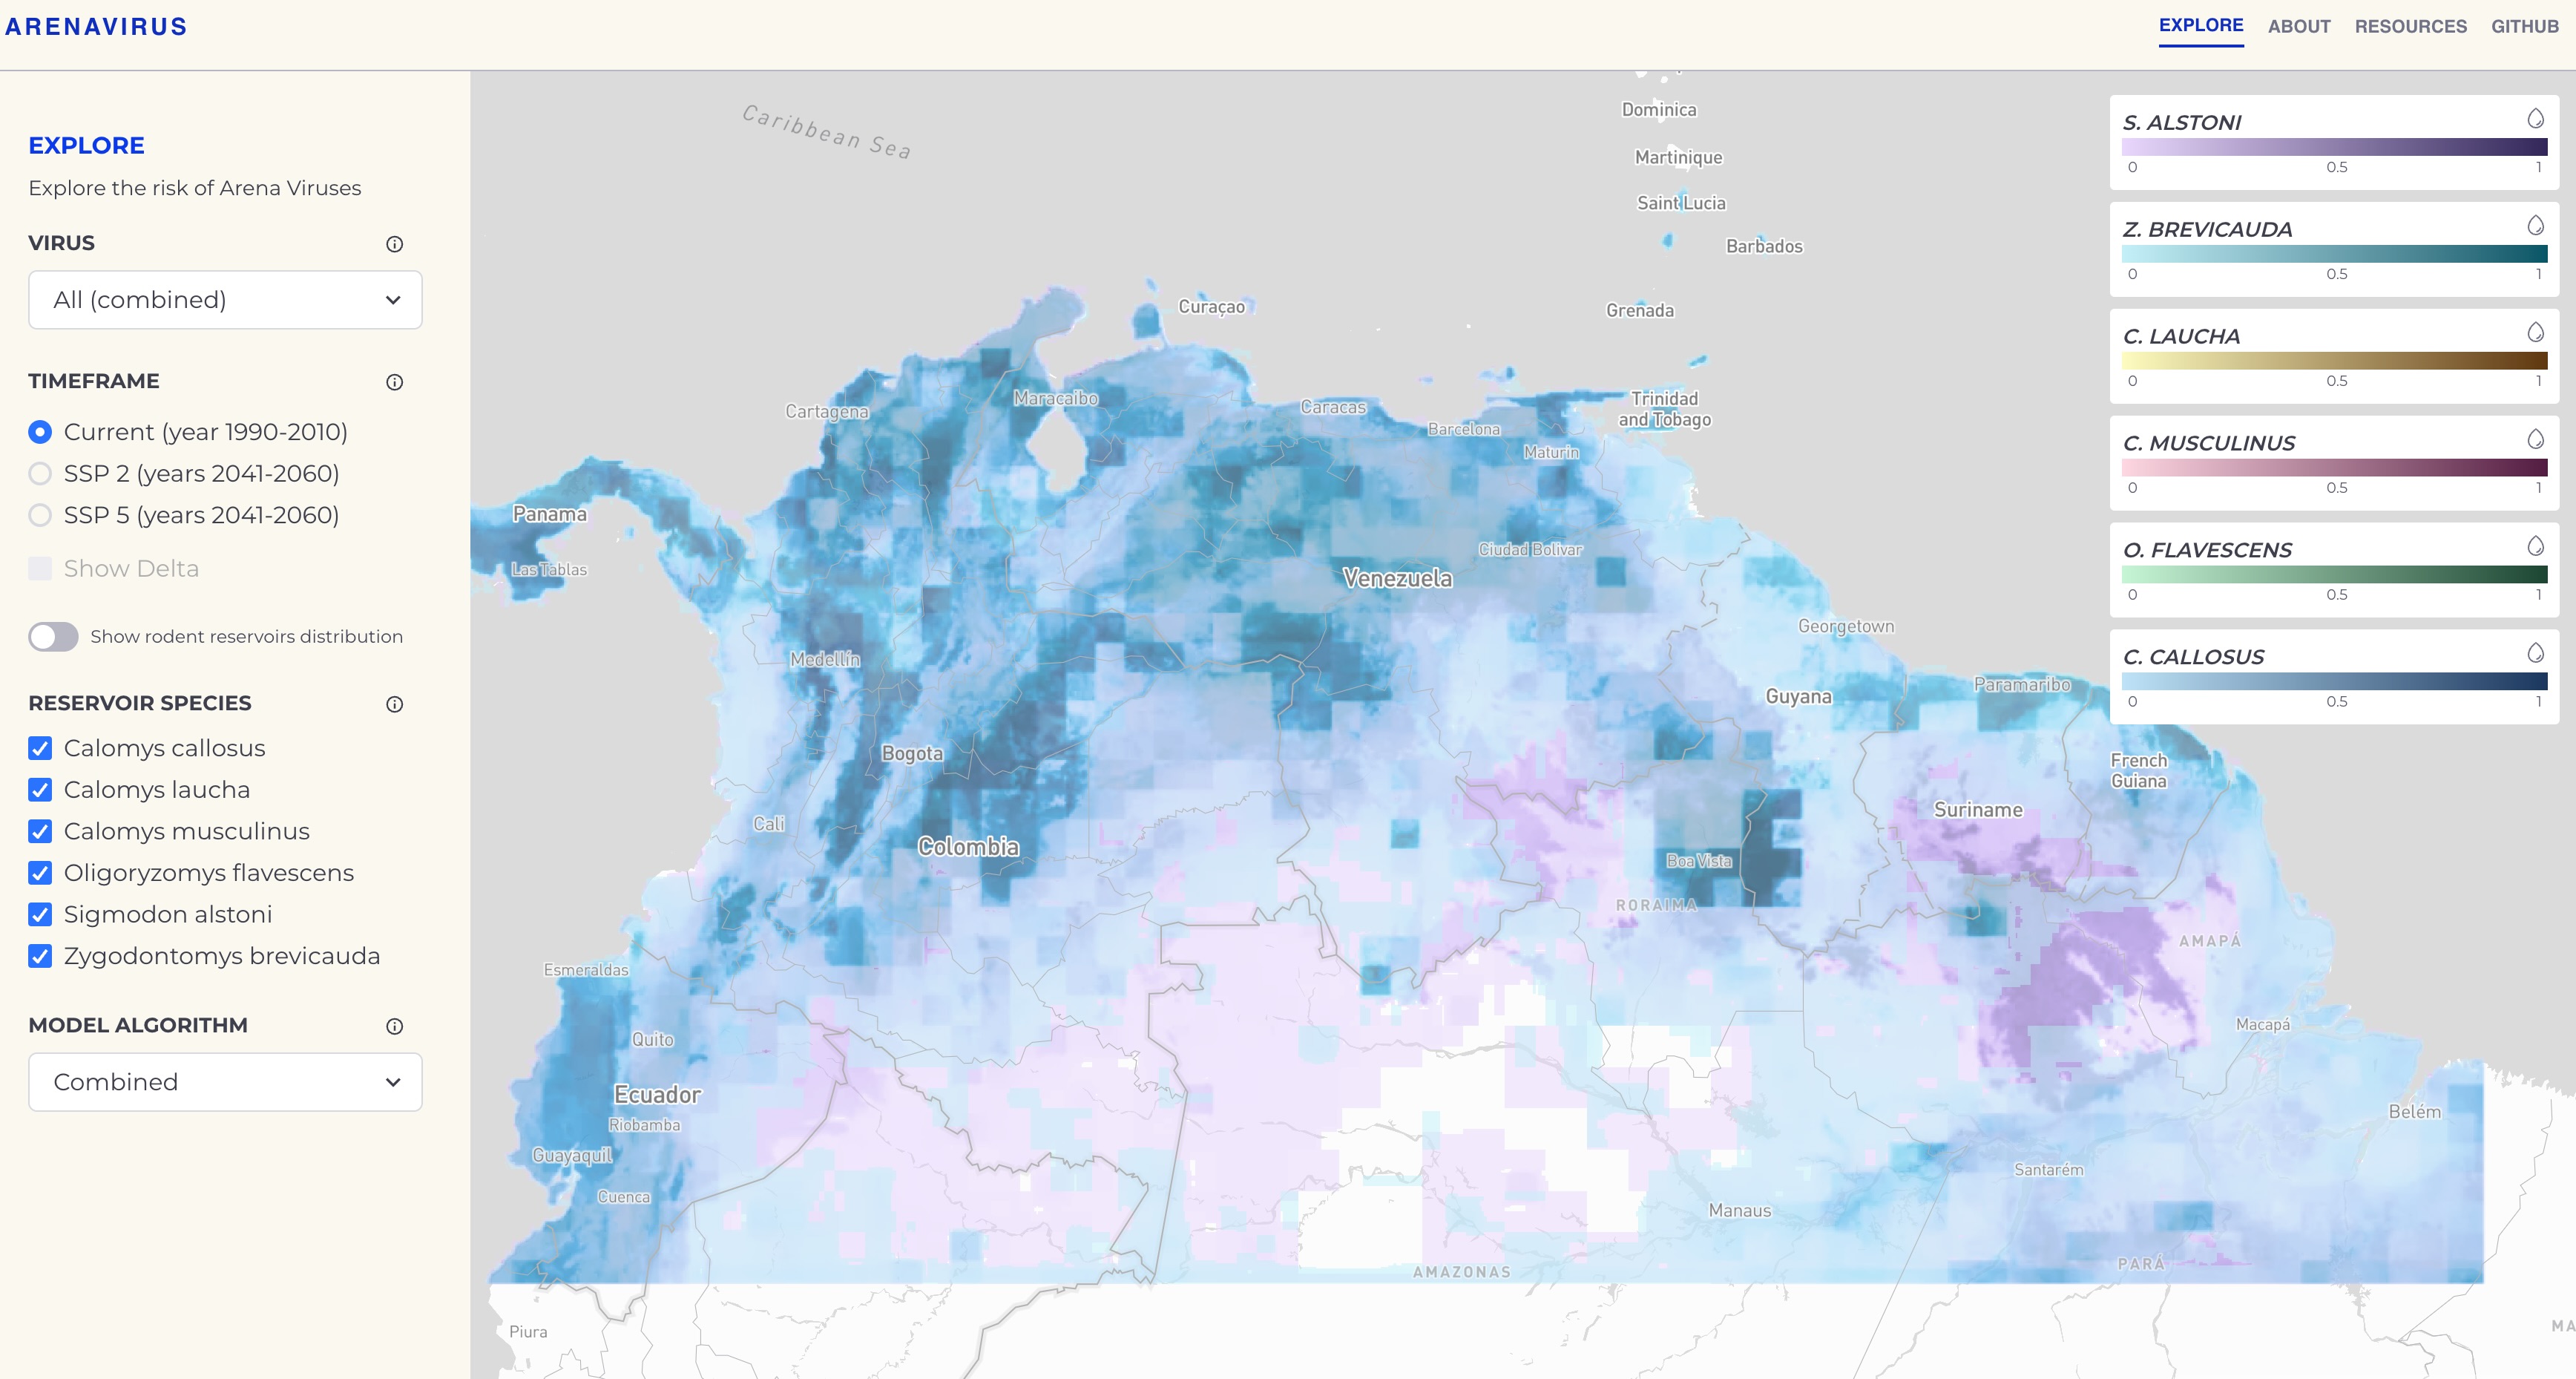 ARENAVIRUS
EXPLORE ABOUT RESOURCES GITHUB
EXPLORE
Explore the risk of Arena Viruses
VIRUS
All (combined)
TIMEFRAME
Current (year 1990-2010)
SSP 2 (years 2041-2060)
SSP 5 (years 2041-2060)
Show Delta
Show rodent reservoirs distribution
RESERVOIR SPECIES
Calomys callosus
Calomys laucha
Calomys musculinus
Oligoryzomys flavescens
Sigmodon alstoni
Zygodontomys brevicauda
MODEL ALGORITHM
Combined
Caribbean Sea
Dominica
Martinique
Saint Lucia
Barbados
Curaçao
Grenada
Maracaibo
Cartagena
Caracas
Trinidad
and Tobago
Barcelona
Maturin
Panama
Ciudad Bolivar
Las Tablas
Venezuela
Georgetown
Medellín
Paramaribo
Guyana
Bogota
French
Guiana
Suriname
Cali
Colombia
Boa Vista
RORAIMA
AMAPÁ
Esmeraldas
Macapá
Quito
Ecuador
Belém
Riobamba
Guayaquil
Santarém
Cuenca
Manaus
PARÁ
AMAZONAS
MA
Piura
S. ALSTONI
0 0.5 1
Z. BREVICAUDA
0 0.5 1
C. LAUCHA
0 0.5 1
C. MUSCULINUS
0 0.5 1
O. FLAVESCENS
0 0.5 1
C. CALLOSUS
0 0.5 1